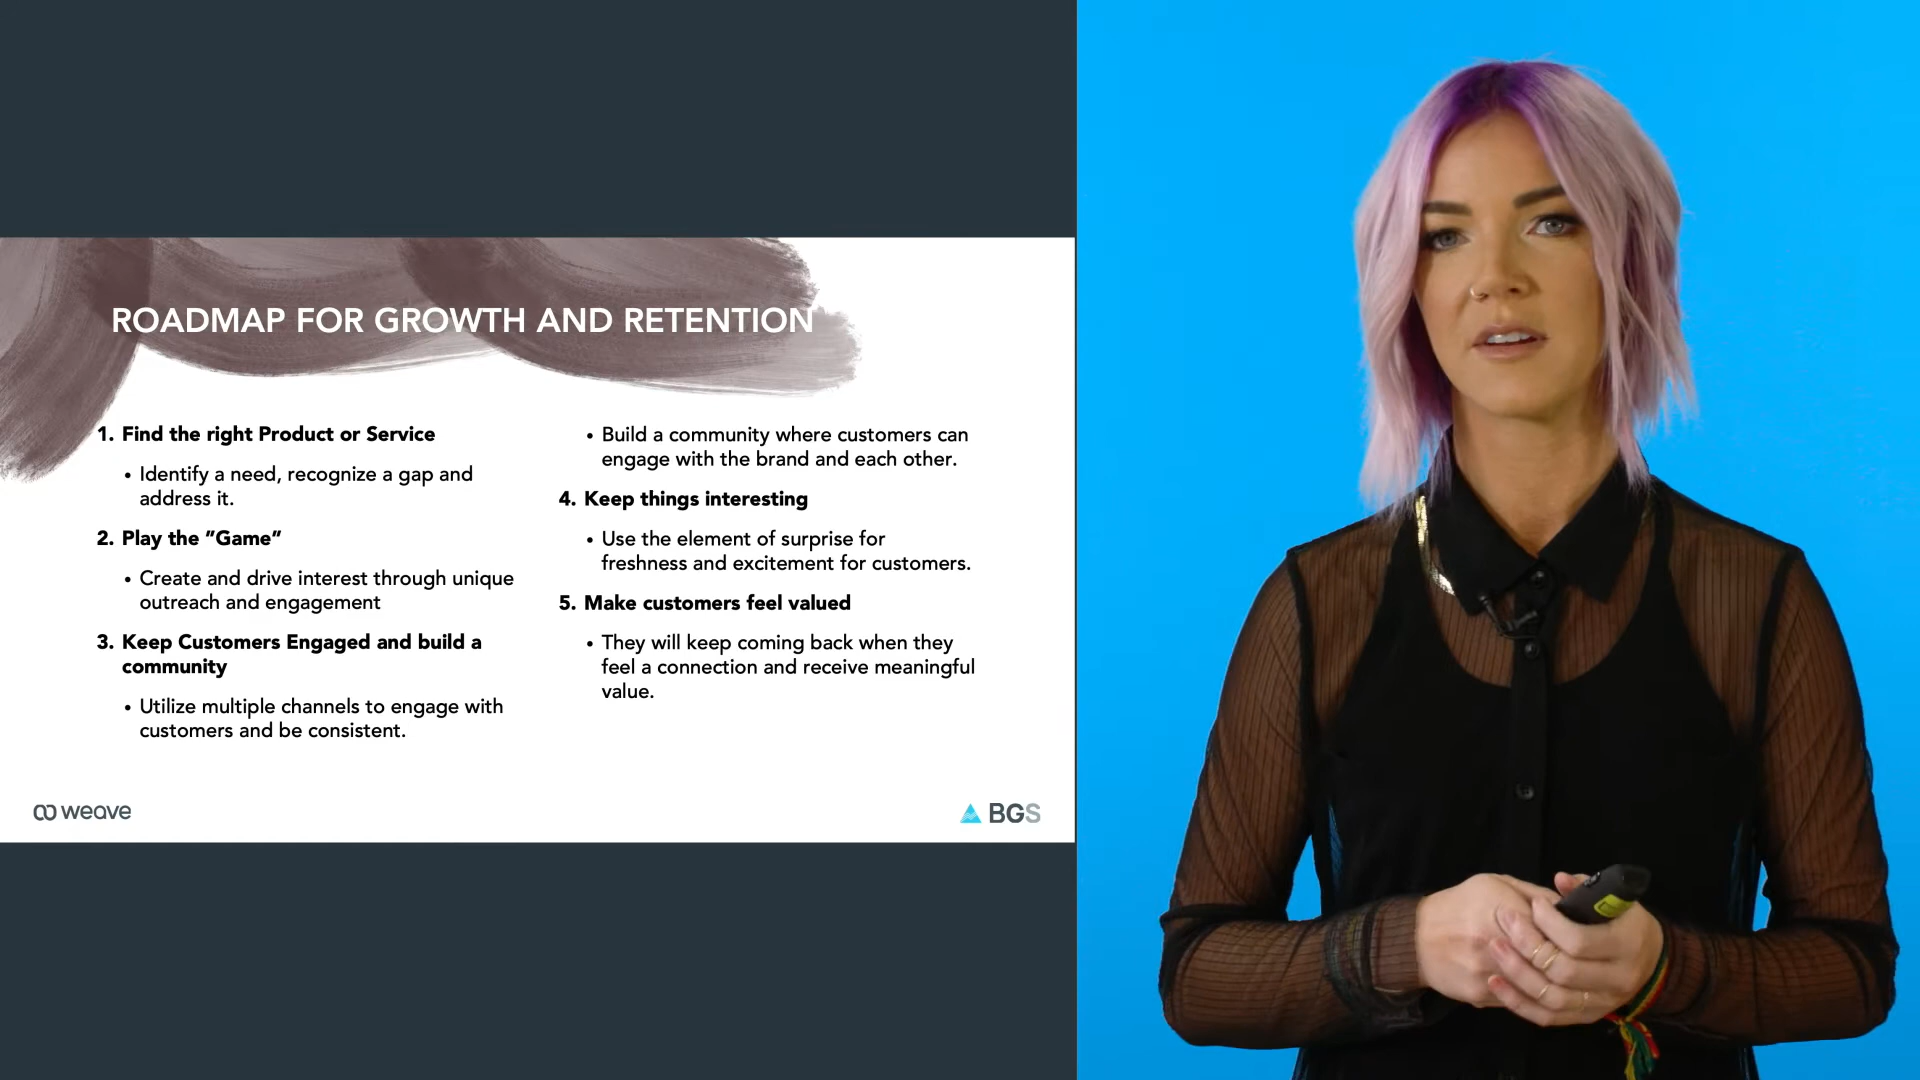 ROADMAP FOR GROWTH AND RETENTION
1. Find the right Product or Service
• Identify a need, recognize a gap and
address it.
2. Play the ”Game”
• Create and drive interest through unique
outreach and engagement
3. Keep Customers Engaged and build a
community
• Utilize multiple channels to engage with
customers and be consistent.
• Build a community where customers can
engage with the brand and each other.
4. Keep things interesting
• Use the element of surprise for
freshness and excitement for customers.
5. Make customers feel valued
• They will keep coming back when they
feel a connection and receive meaningful
value.
weave
BGS